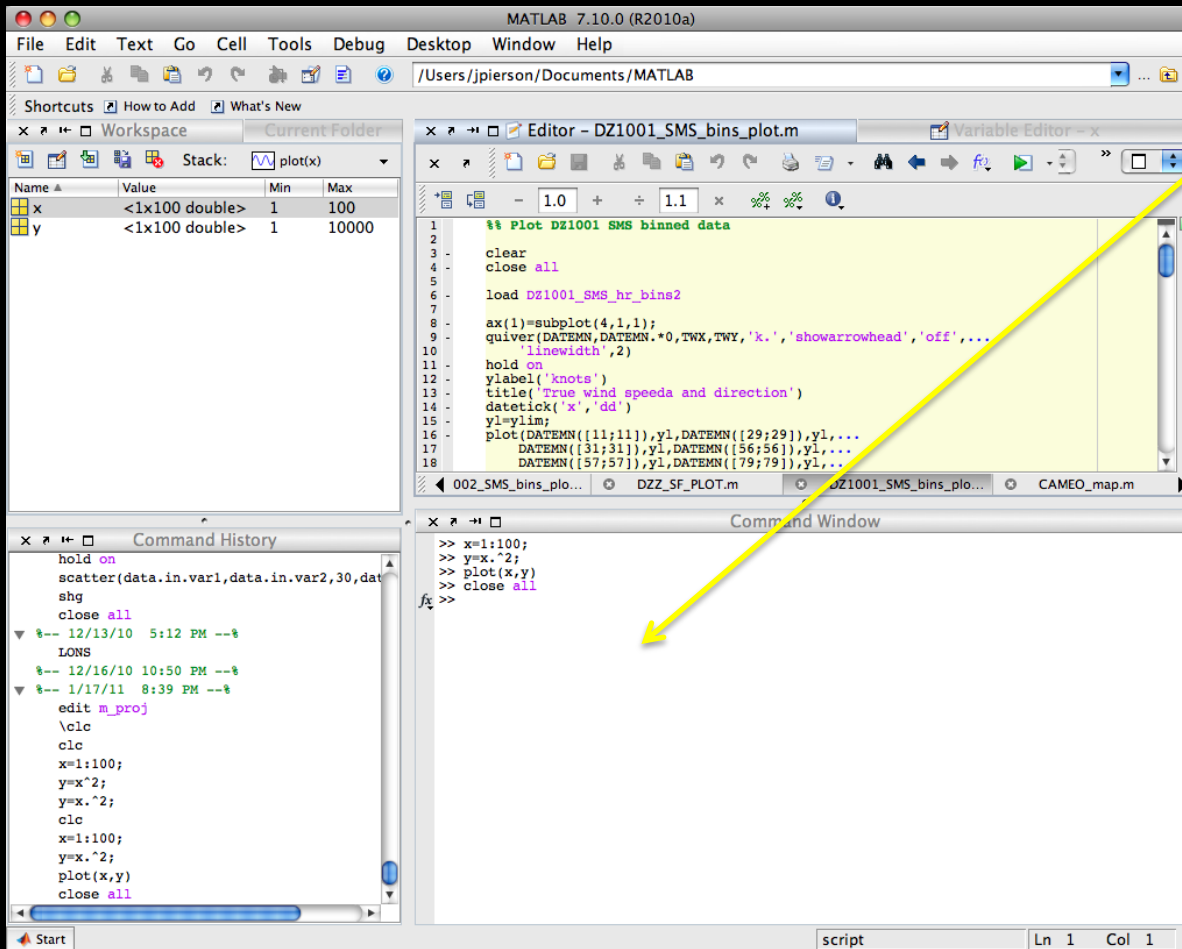 MATLAB 7.10.0 (R2010a)
File Edit Text Go Cell Tools Debug Desktop Window Help
/Users/jpierson/Documents/MATLAB
Shortcuts How to Add What's New
Workspace Current Folder
Stack: plot(x)
Name Value Min Max
x <1x100 double> 1 100
y <1x100 double> 1 10000
Editor – DZ1001_SMS_bins_plot.m Variable Editor – x
- 1.0 + ÷ 1.1 ×
1 %% Plot DZ1001 SMS binned data
2
3 - clear
4 - close all
5
6 - load DZ1001_SMS_hr_bins2
7
8 - ax(1)=subplot(4,1,1);
9 - quiver(DATEMN,DATEMN.*0,TWX,TWY,'k.','showarrowhead','off',...
10 'linewidth',2)
11 - hold on
12 - ylabel('knots')
13 - title('True wind speeda and direction')
14 - datetick('x','dd')
15 - yl=ylim;
16 - plot(DATEMN([11;11]),yl,DATEMN([29;29]),yl,...
17 DATEMN([31;31]),yl,DATEMN([56;56]),yl,...
18 DATEMN([57;57]),yl,DATEMN([79;79]),yl,...
002_SMS_bins_plo... DZZ_SF_PLOT.m DZ1001_SMS_bins_plo... CAMEO_map.m
Command History
hold on
scatter(data.in.var1,data.in.var2,30,dat
shg
close all
%-- 12/13/10 5:12 PM --%
LONS
%-- 12/16/10 10:50 PM --%
%-- 1/17/11 8:39 PM --%
edit m_proj
\clc
clc
x=1:100;
y=x^2;
y=x.^2;
clc
x=1:100;
y=x.^2;
plot(x,y)
close all
Command Window
>> x=1:100;
>> y=x.^2;
>> plot(x,y)
>> close all
fx >>
Start
script Ln 1 Col 1